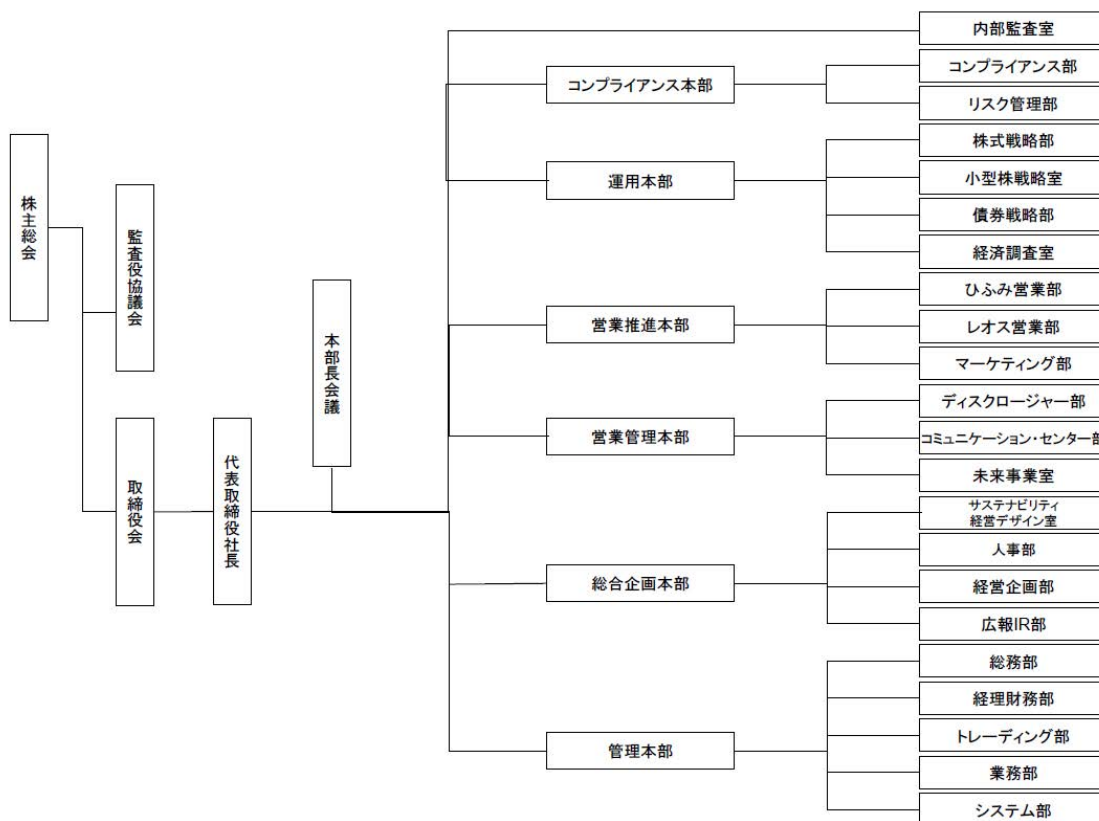 株主総会
監査役協議会
取締役会
代表取締役社長
本部長会議
内部監査室
コンプライアンス本部
コンプライアンス部
リスク管理部
運用本部
株式戦略部
小型株戦略室
債券戦略部
経済調査室
営業推進本部
ひふみ営業部
レオス営業部
マーケティング部
営業管理本部
ディスクロージャー部
コミュニケーション・センター部
未来事業室
総合企画本部
サステナビリティ
経営デザイン室
人事部
経営企画部
広報IR部
管理本部
総務部
経理財務部
トレーディング部
業務部
システム部